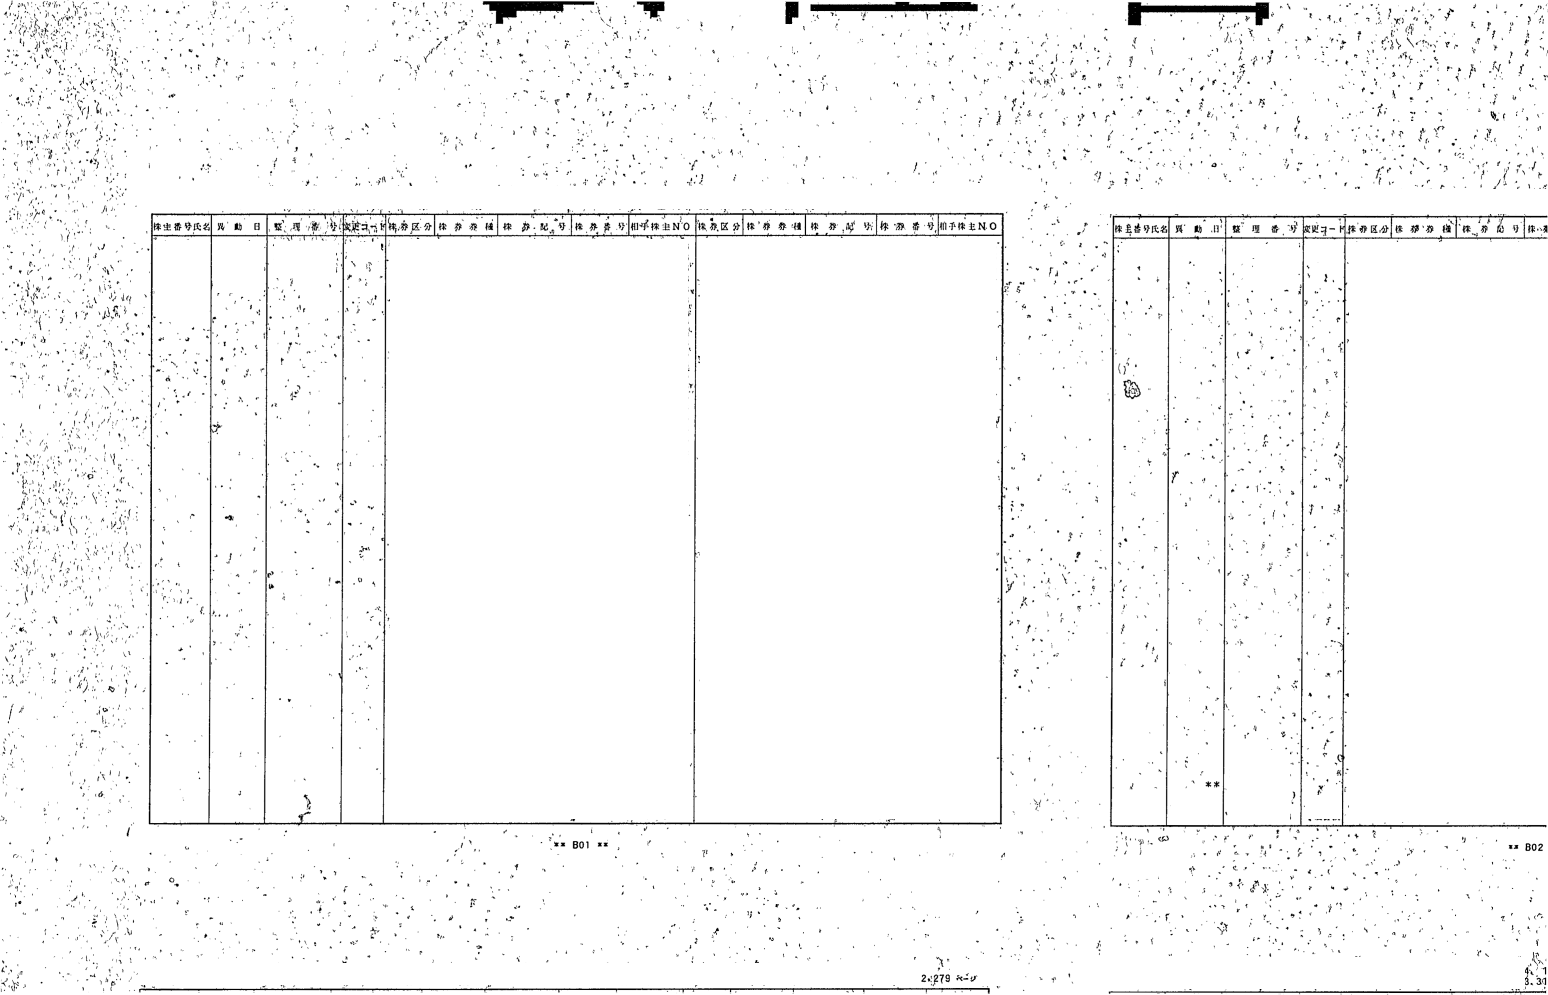 株主番号氏名 異動日 整理番号 変更コード 株券区分 株券券種 株券記号 株券番号 相手株主NO 株券区分 株券券種 株券記号 株券番号 相手株主NO
株主番号氏名 異動日 整理番号 変更コード 株券区分 株券券種 株券記号 株
**
** B01 **
** B02
2,279 ページ
3.30